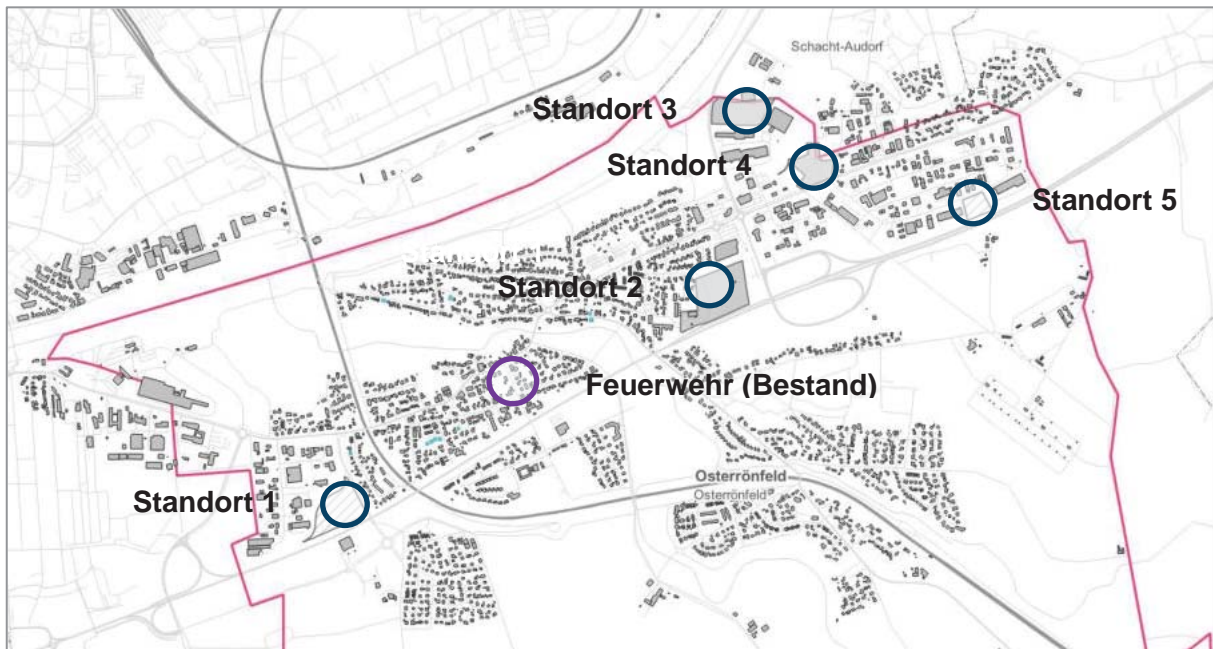 Schacht-Audorf
Standort 3
Standort 4
Standort 5
Standort 2
Feuerwehr (Bestand)
Osterrönfeld
Osterrönfeld
Standort 1